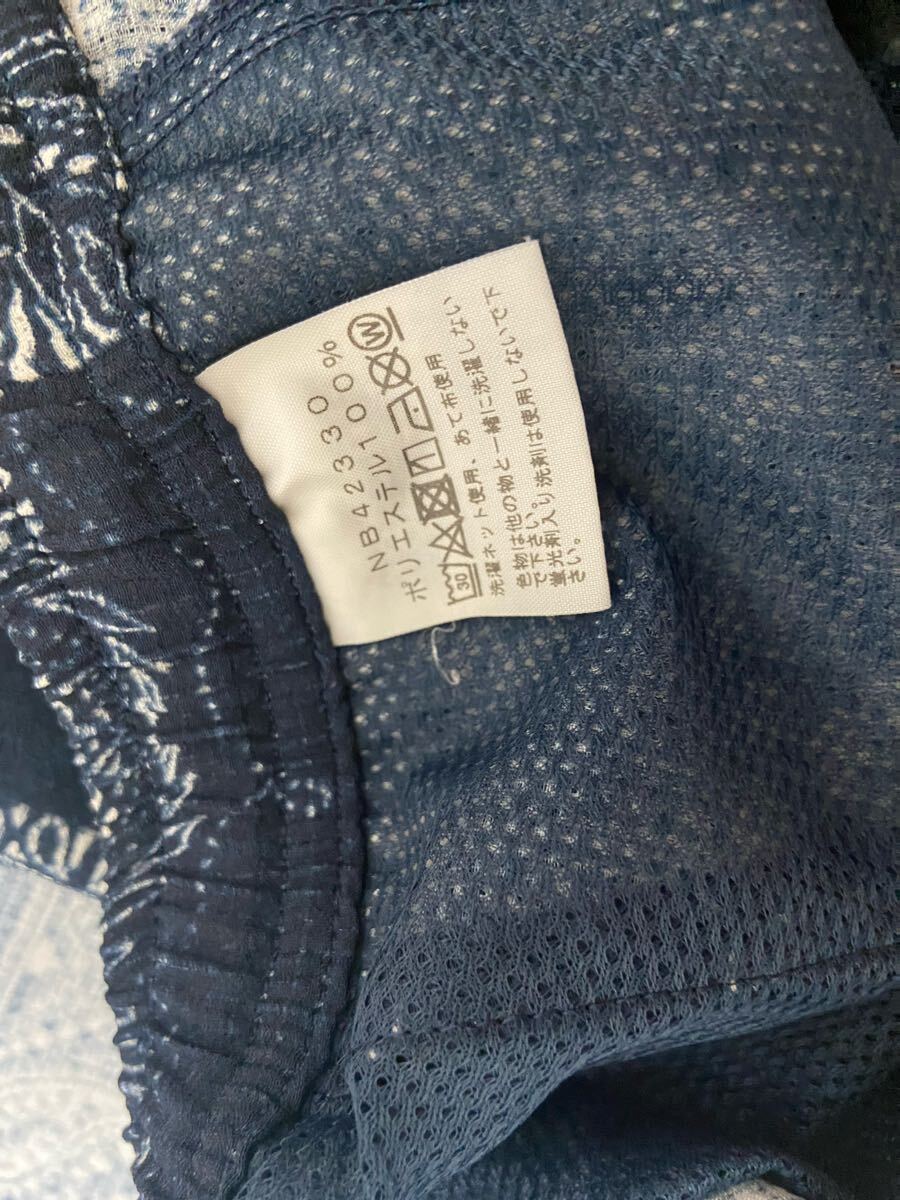 NB42330
ポリエステル100%
30 W
洗濯ネット使用、あて布使用
色物は他の物と一緒に洗濯しない
で下さい。
蛍光剤入り洗剤は使用しないで下
さい。